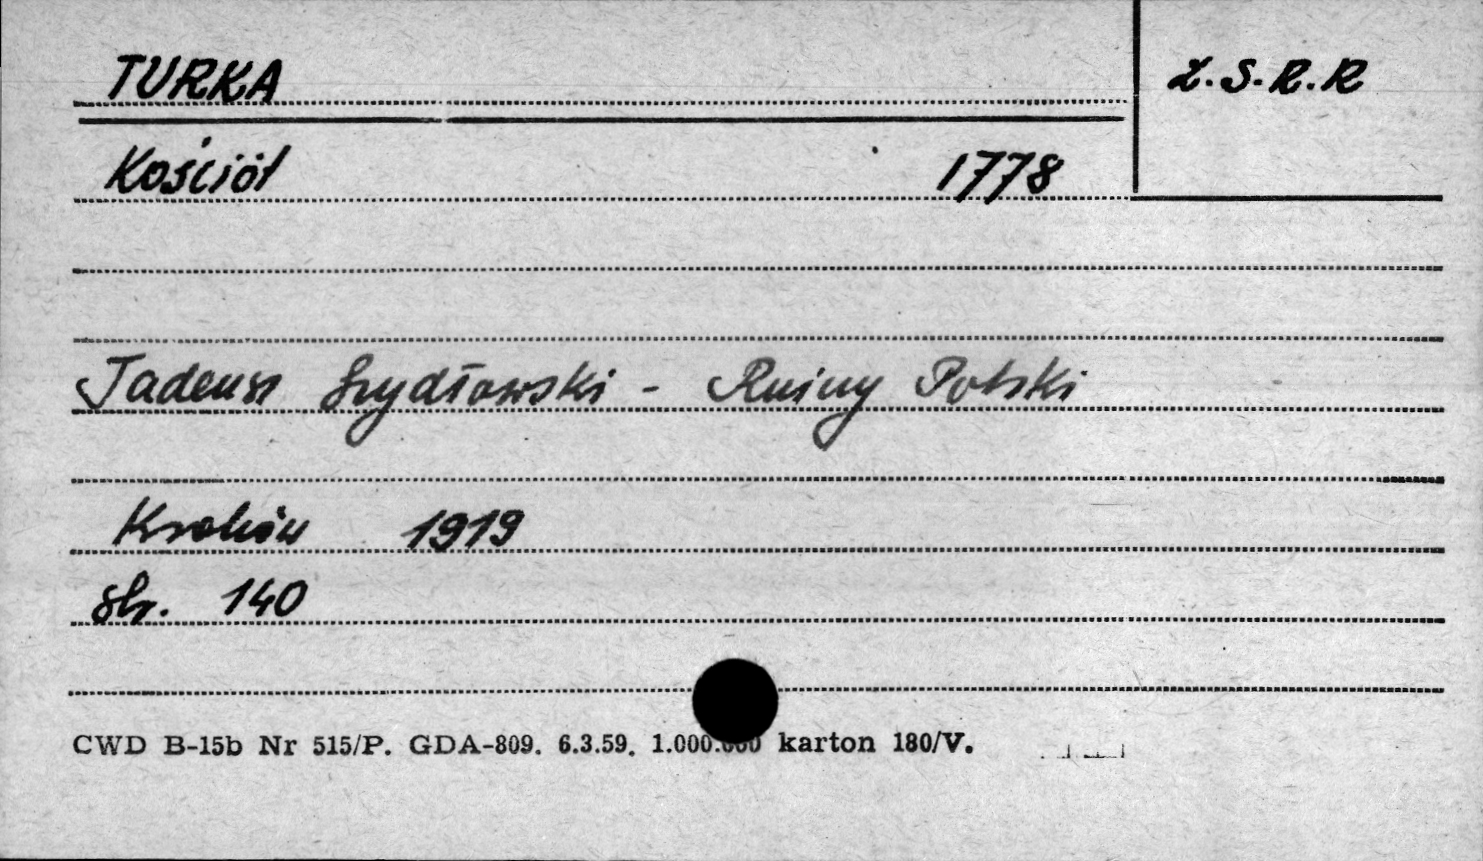 TURKA
Z.S.R.R
Kościół 1778
Tadeusz Szydłowski - Ruiny Polski
Kraków 1919
str. 140
CWD B-15b Nr 515/P. GDA-809. 6.3.59. 1.000.000 karton 180/V.